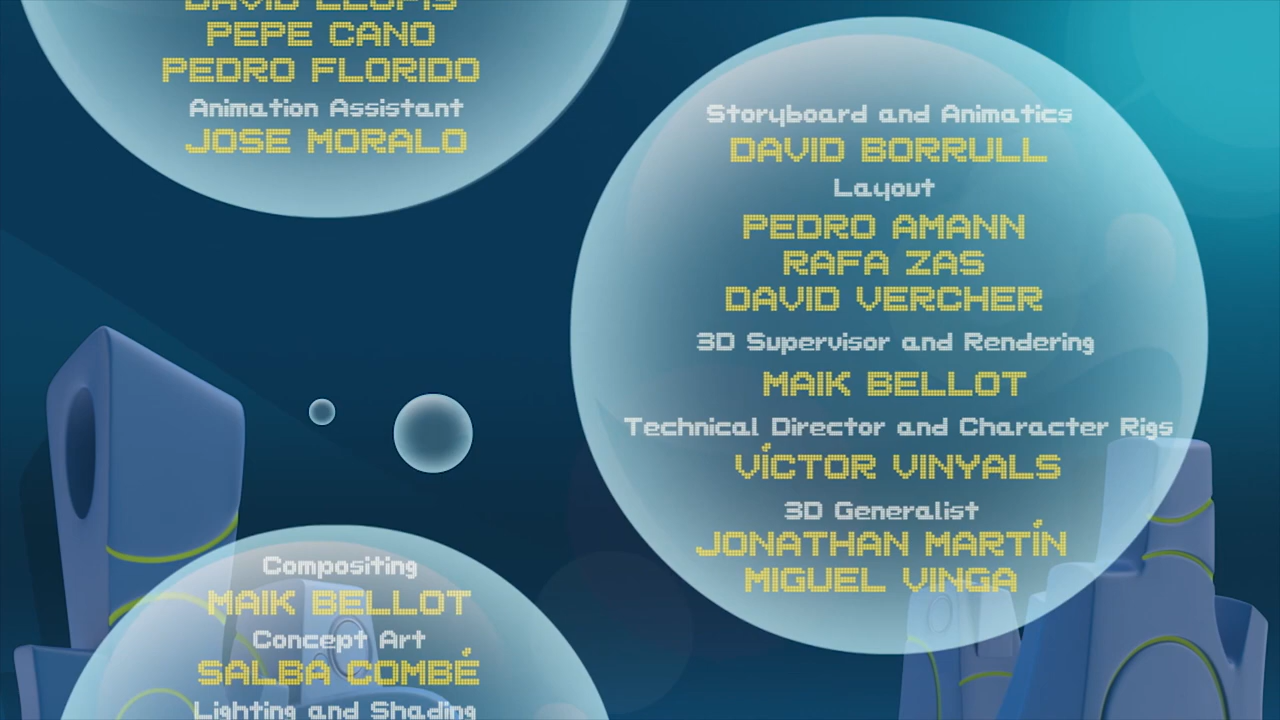 DAVID LLOPIS
PEPE CANO
PEDRO FLORIDO
Animation Assistant
JOSE MORALO
Storyboard and Animatics
DAVID BORRULL
Layout
PEDRO AMANN
RAFA ZAS
DAVID VERCHER
3D Supervisor and Rendering
MAIK BELLOT
Technical Director and Character Rigs
VÍCTOR VINYALS
3D Generalist
JONATHAN MARTÍN
MIGUEL VINGA
Compositing
MAIK BELLOT
Concept Art
SALBA COMBÉ
Lighting and Shading